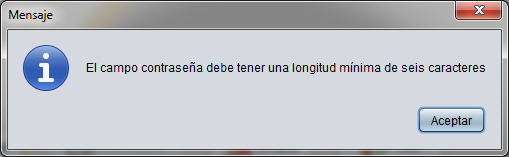 Mensaje
El campo contraseña debe tener una longitud mínima de seis caracteres
Aceptar